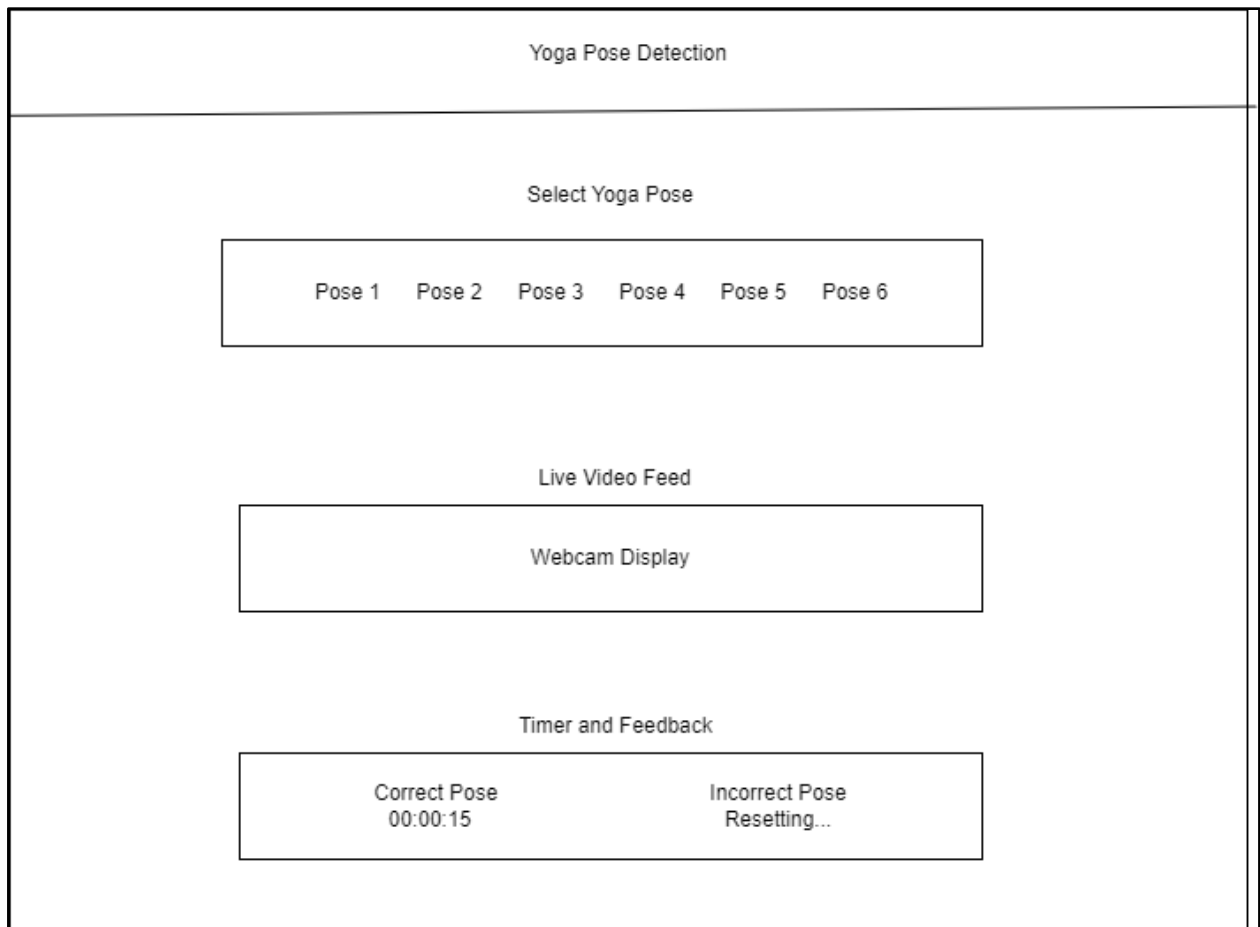 Yoga Pose Detection
Select Yoga Pose
Pose 1 Pose 2 Pose 3 Pose 4 Pose 5 Pose 6
Live Video Feed
Webcam Display
Timer and Feedback
Correct Pose Incorrect Pose
00:00:15 Resetting...